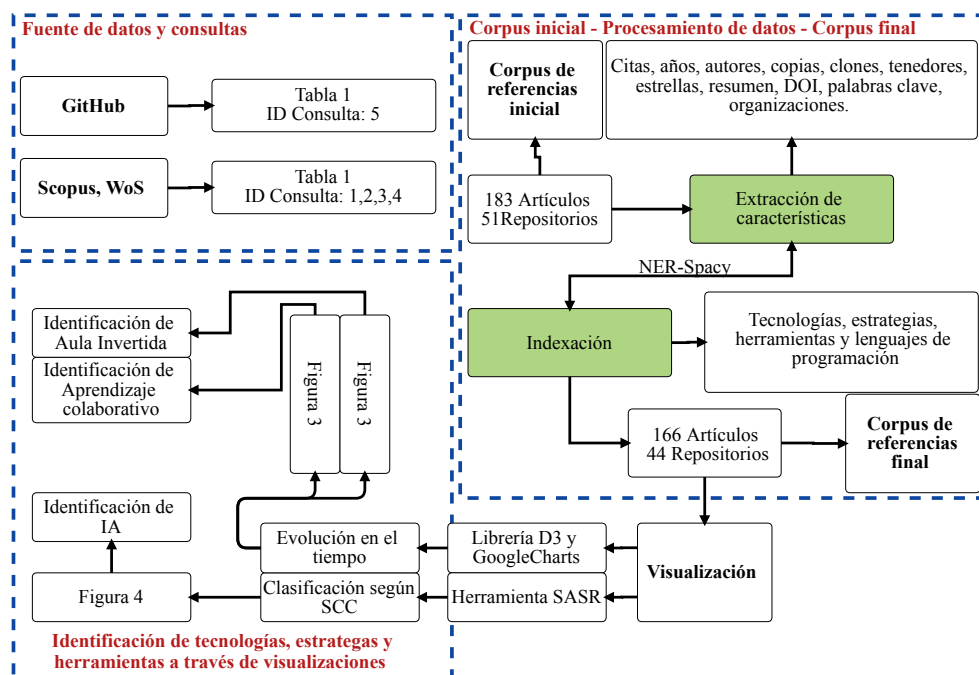 Fuente de datos y consultas
GitHub
Tabla 1
ID Consulta: 5
Scopus, WoS
Tabla 1
ID Consulta: 1,2,3,4
Corpus inicial - Procesamiento de datos - Corpus final
Corpus de
referencias
inicial
Citas, años, autores, copias, clones, tenedores,
estrellas, resumen, DOI, palabras clave,
organizaciones.
183 Artículos
51Repositorios
Extracción de
características
NER-Spacy
Indexación
Tecnologías, estrategias,
herramientas y lenguajes de
programación
166 Artículos
44 Repositorios
Corpus de
referencias
final
Visualización
Librería D3 y
GoogleCharts
Herramienta SASR
Evolución en el
tiempo
Clasificación según
SCC
Figura 3
Figura 3
Identificación de
Aula Invertida
Identificación de
Aprendizaje
colaborativo
Identificación de
IA
Figura 4
Identificación de tecnologías, estrategas y
herramientas a través de visualizaciones